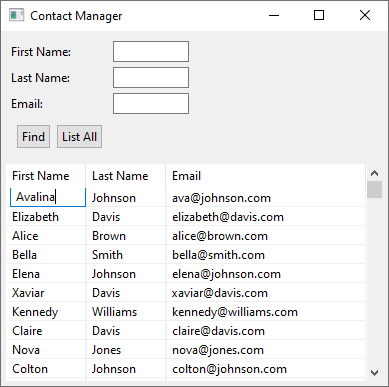 Contact Manager
First Name:
Last Name:
Email:
Find List All
First Name Last Name Email
Avalina Johnson ava@johnson.com
Elizabeth Davis elizabeth@davis.com
Alice Brown alice@brown.com
Bella Smith bella@smith.com
Elena Johnson elena@johnson.com
Xaviar Davis xaviar@davis.com
Kennedy Williams kennedy@williams.com
Claire Davis claire@davis.com
Nova Jones nova@jones.com
Colton Johnson colton@johnson.com